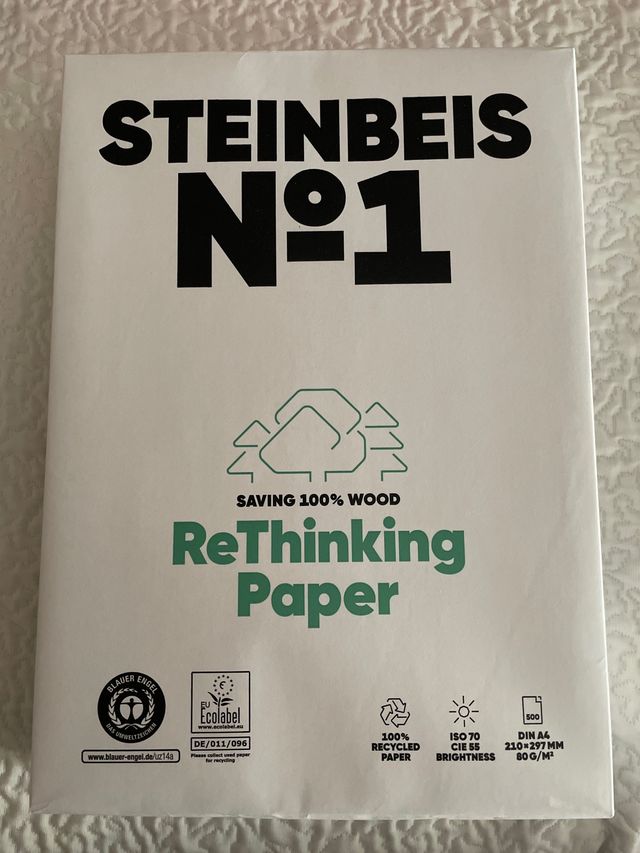 STEINBEIS
Nº1
SAVING 100% WOOD
ReThinking
Paper
BLAUER ENGEL
DAS UMWELTZEICHEN
www.blauer-engel.de/uz14a
EU
Ecolabel
www.ecolabel.eu
DE/011/096
Please collect used paper
for recycling
100%
RECYCLED
PAPER
ISO 70
CIE 55
BRIGHTNESS
500
DIN A4
210×297 MM
80 G/M²